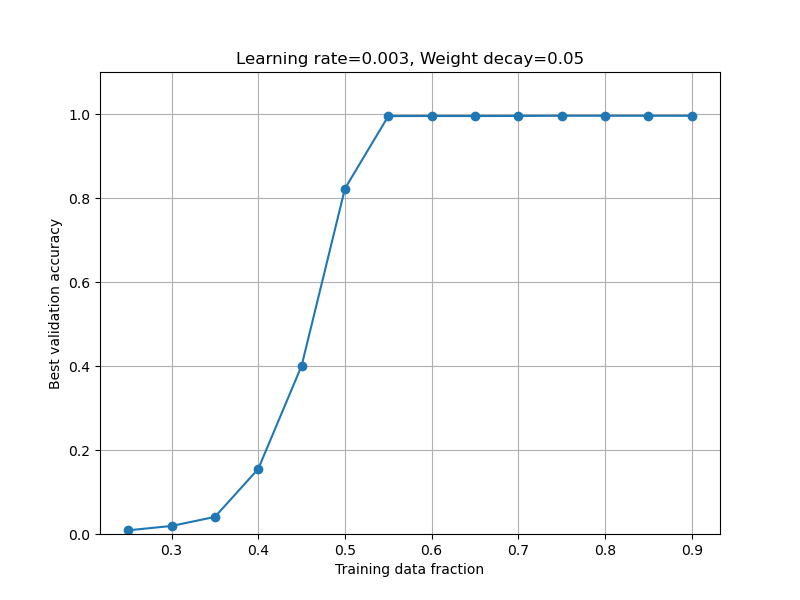 Learning rate=0.003, Weight decay=0.05
Best validation accuracy
1.0
0.8
0.6
0.4
0.2
0.0
0.3 0.4 0.5 0.6 0.7 0.8 0.9
Training data fraction